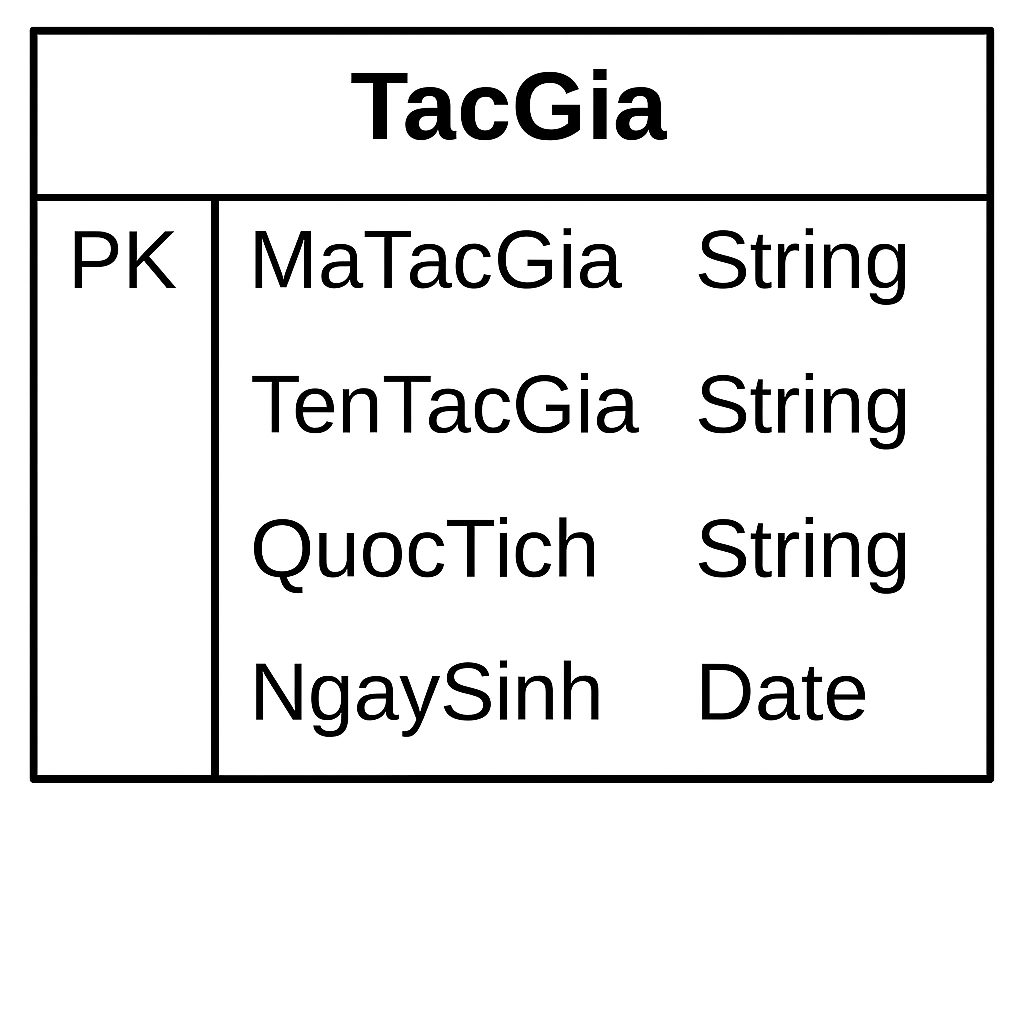 TacGia
PK MaTacGia String
TenTacGia String
QuocTich String
NgaySinh Date